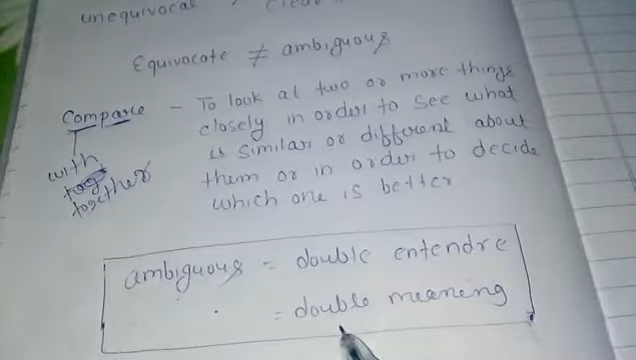 unequivocal , clear
Equivocate ≠ ambiguous
Compare - To look at two or more things
closely in order to see what
is similar or different about
them or in order to decide
which one is better
with
together
ambiguous = double entendre
= double meaneng